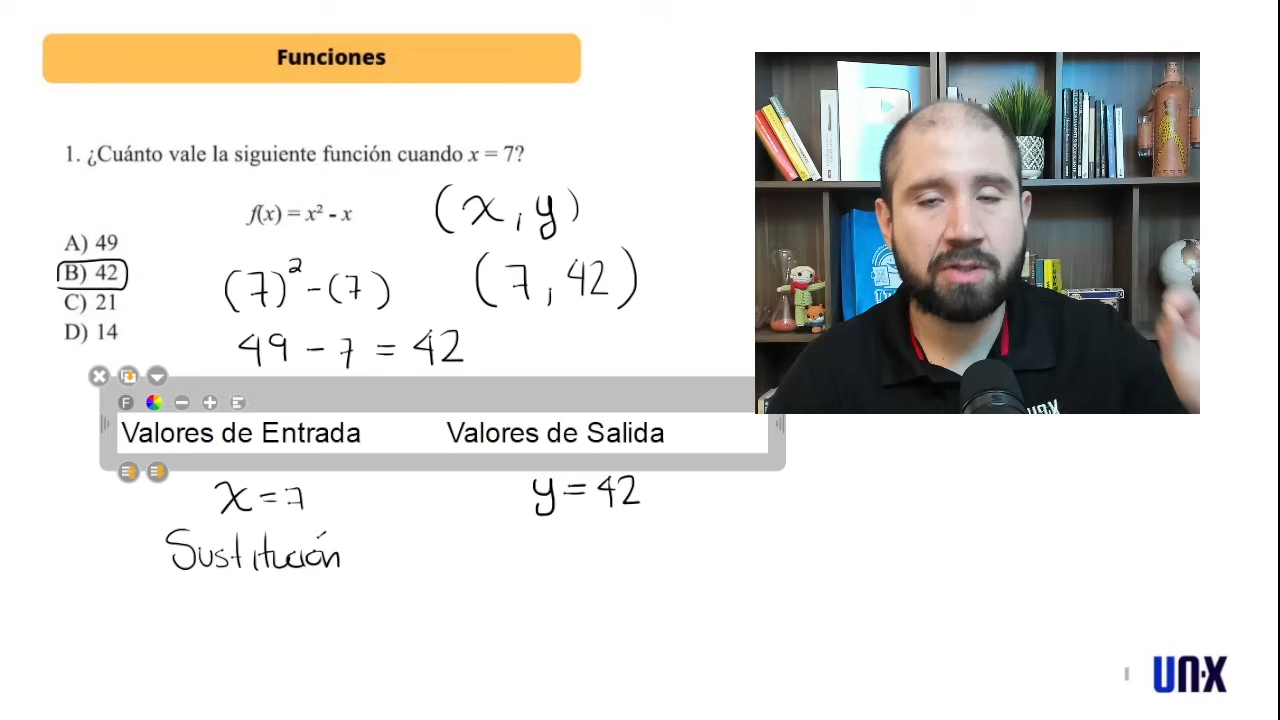 Funciones
1. ¿Cuánto vale la siguiente función cuando x = 7?
f(x) = x² - x
(x, y)
A) 49
B) 42
C) 21
D) 14
(7)² - (7)
(7, 42)
49 - 7 = 42
F
Valores de Entrada
Valores de Salida
x = 7
y = 42
Sustitución
UNX